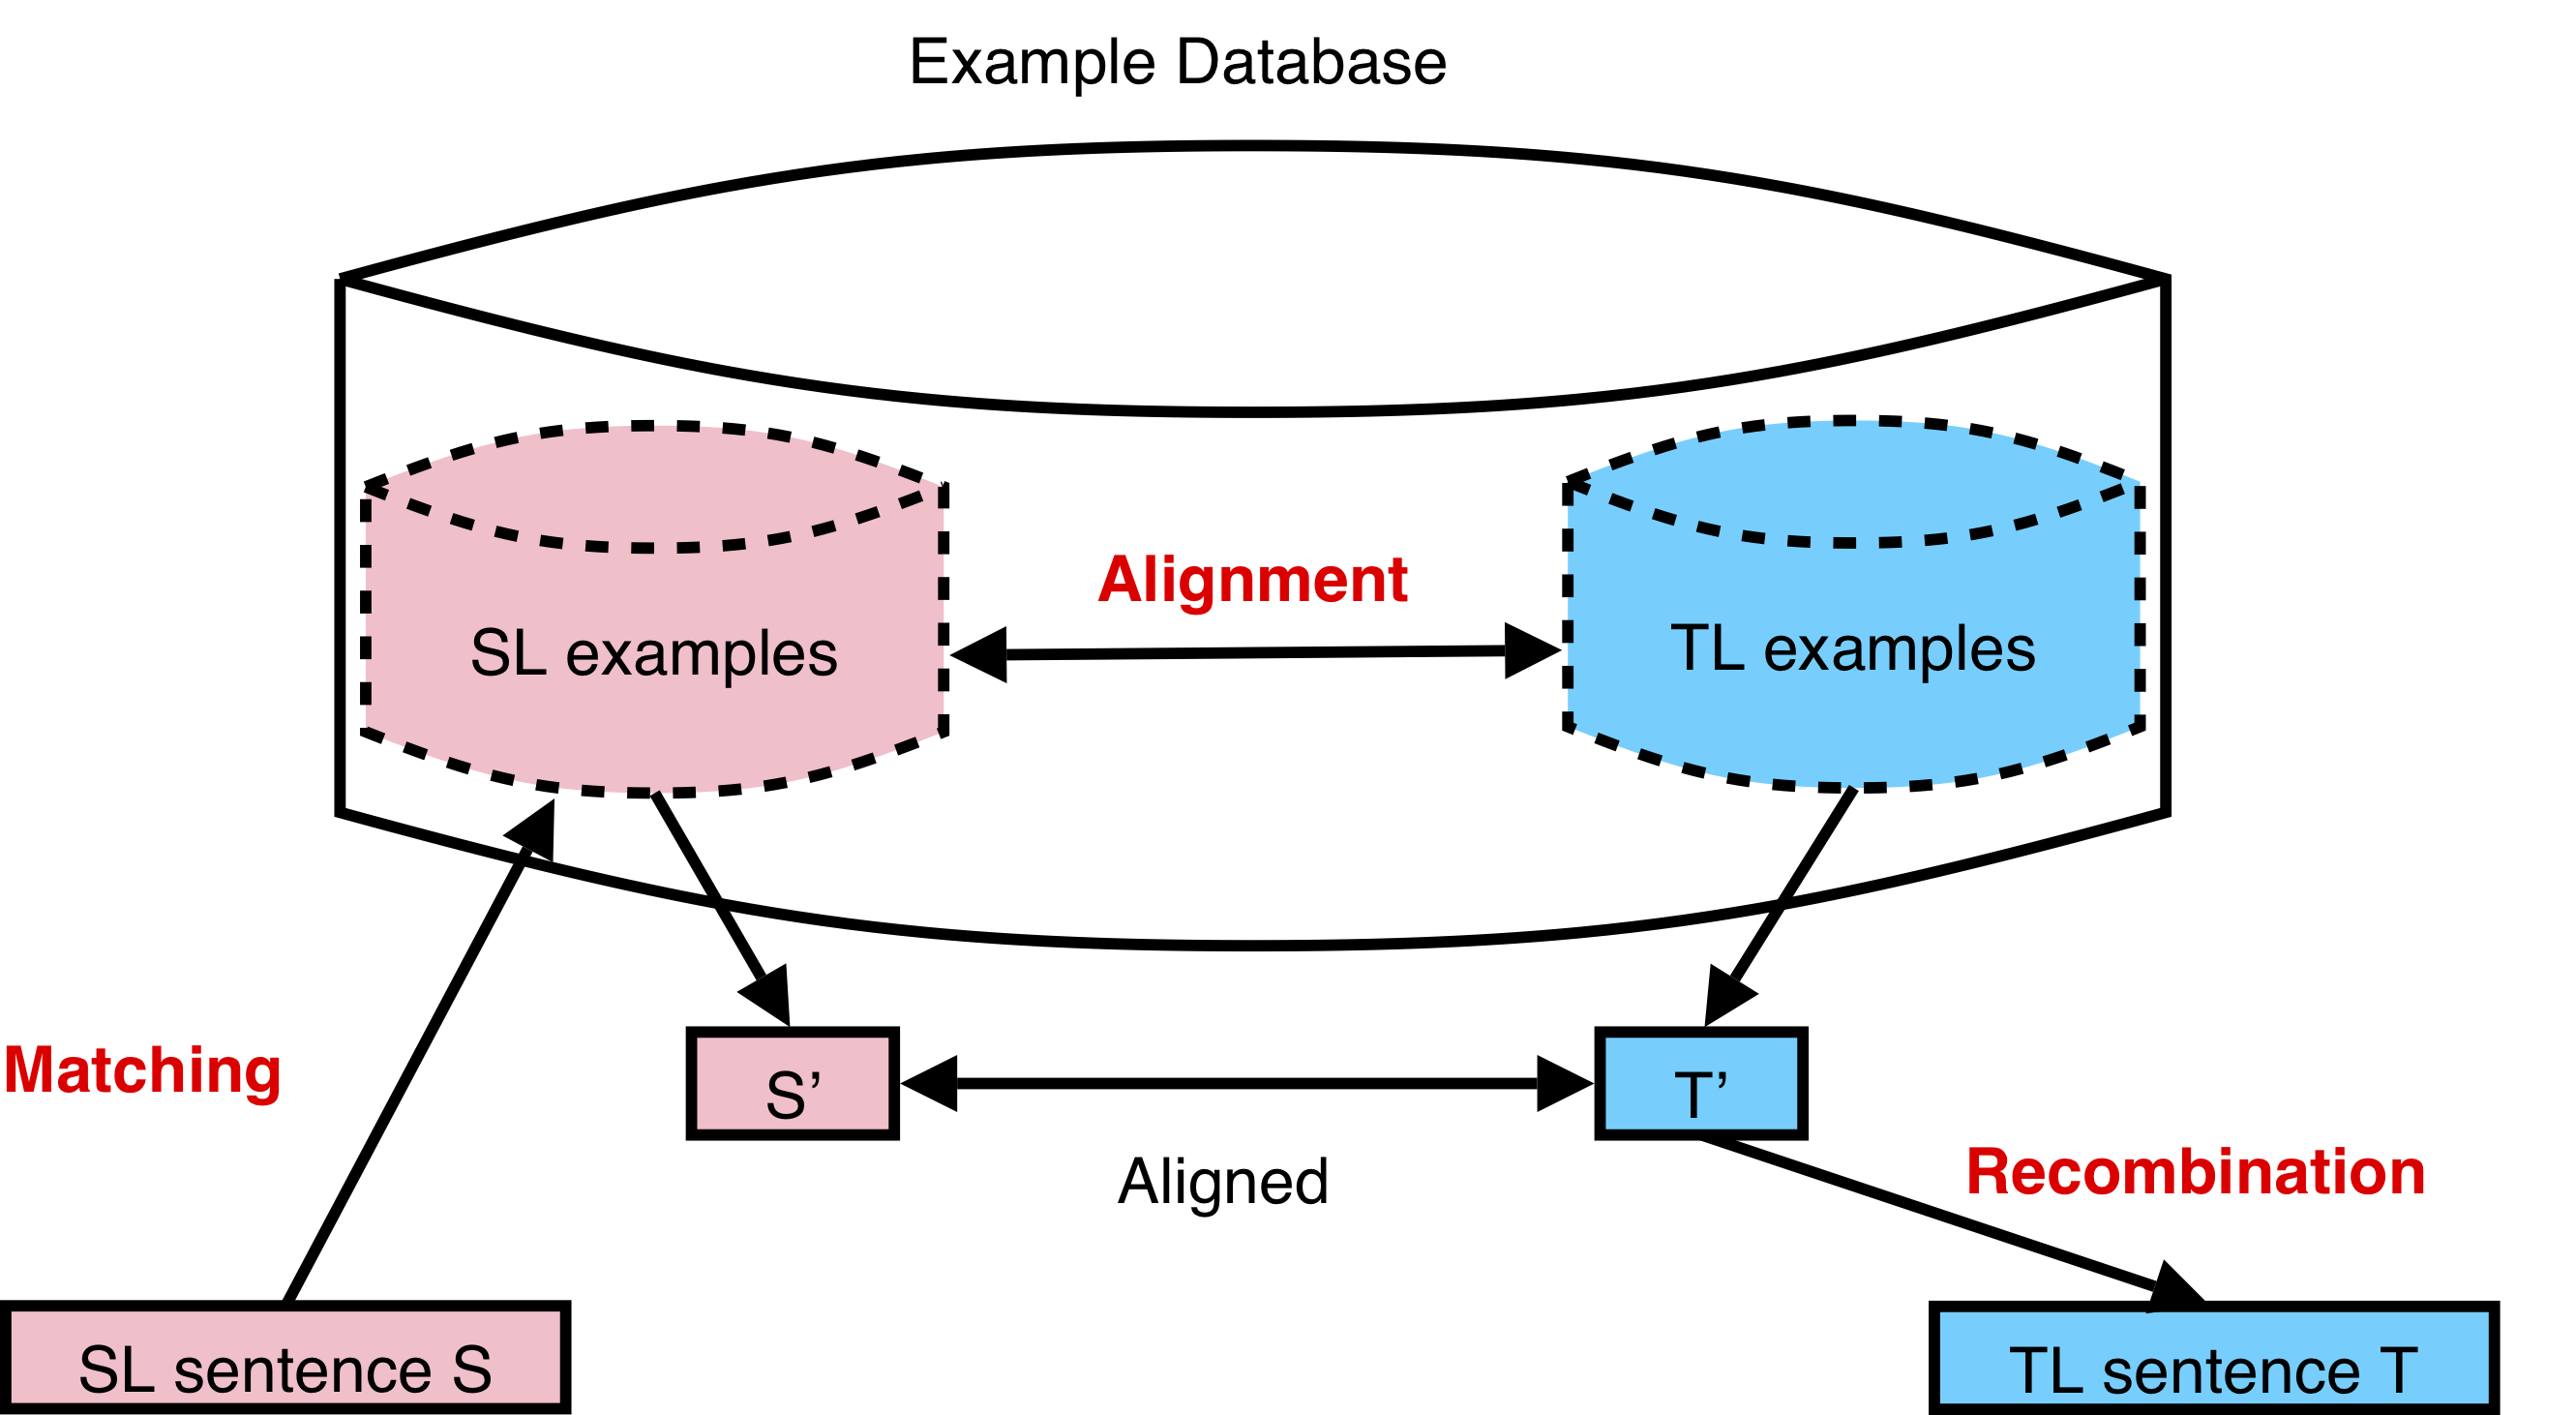 Example Database
Alignment
SL examples
TL examples
Matching
S’
T’
Aligned
Recombination
SL sentence S
TL sentence T